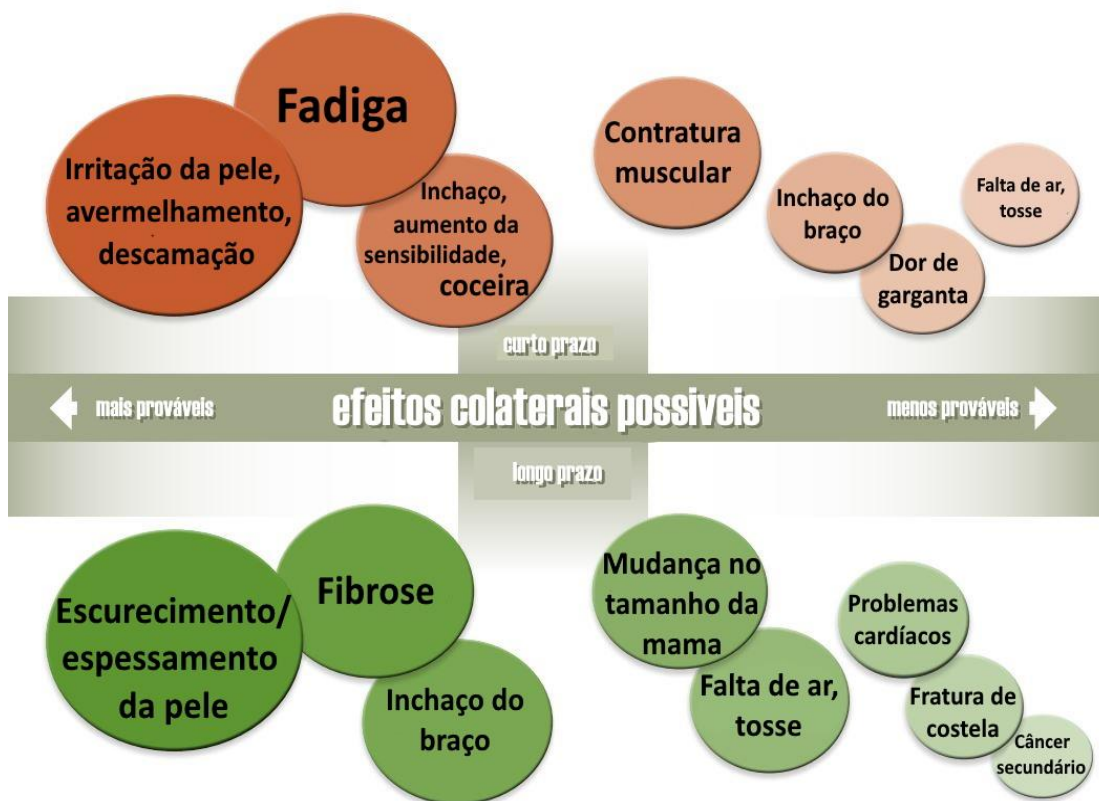 Fadiga
Irritação da pele,
avermelhamento,
descamação
Inchaço,
aumento da
sensibilidade,
coceira
Contratura
muscular
Inchaço do
braço
Dor de
garganta
Falta de ar,
tosse
curto prazo
mais prováveis
efeitos colaterais possiveis
menos prováveis
longo prazo
Escurecimento/
espessamento
da pele
Fibrose
Inchaço do
braço
Mudança no
tamanho da
mama
Falta de ar,
tosse
Problemas
cardíacos
Fratura de
costela
Câncer
secundário